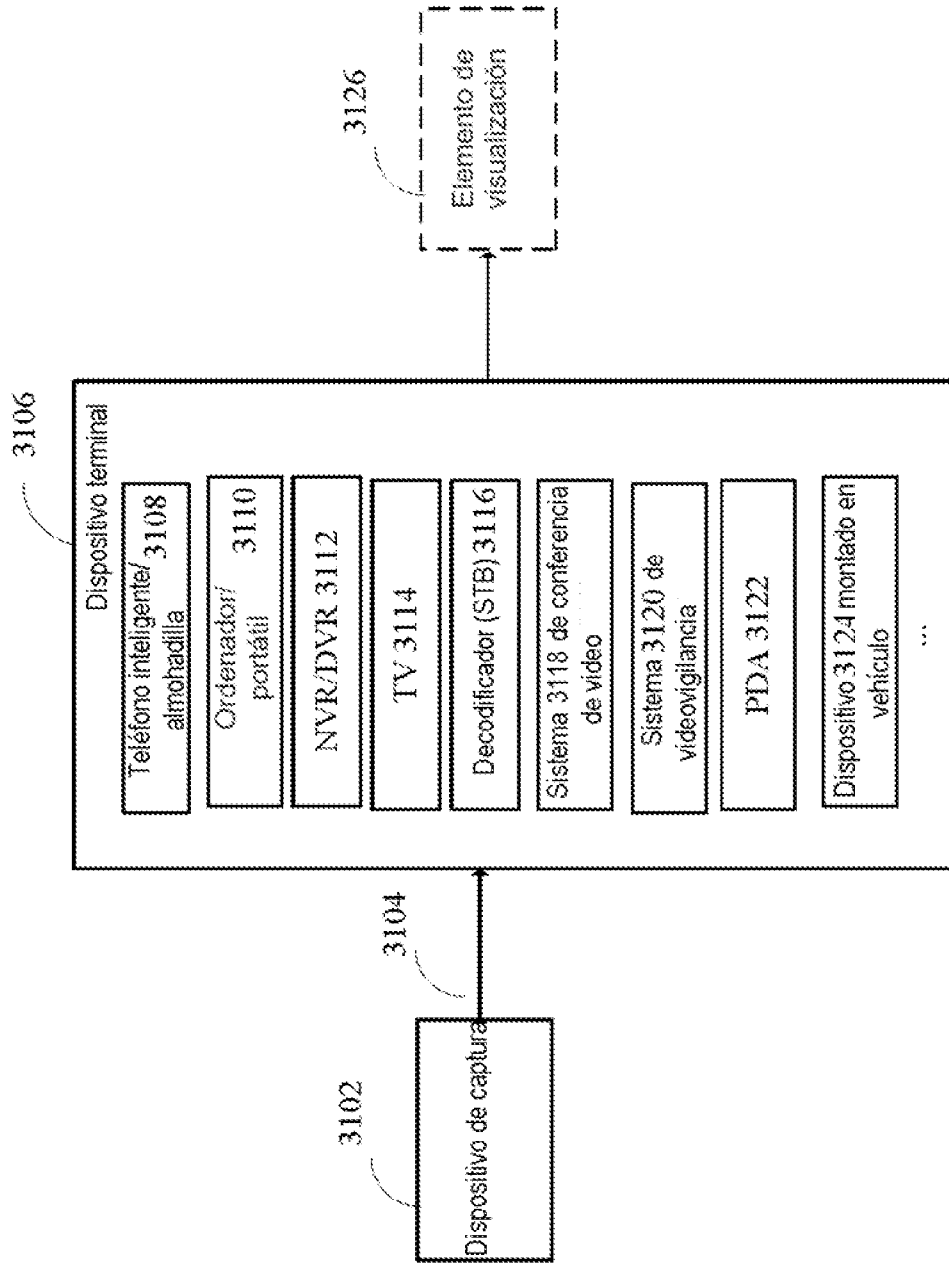 3102
Dispositivo de captura
3104
3106
Dispositivo terminal
Teléfono inteligente/
almohadilla 3108
Ordenador/
portátil 3110
NVR/DVR 3112
TV 3114
Decodificador (STB) 3116
Sistema 3118 de conferencia
de video
Sistema 3120 de
videovigilancia
PDA 3122
Dispositivo 3124 montado en
vehículo
...
3126
Elemento de
visualización